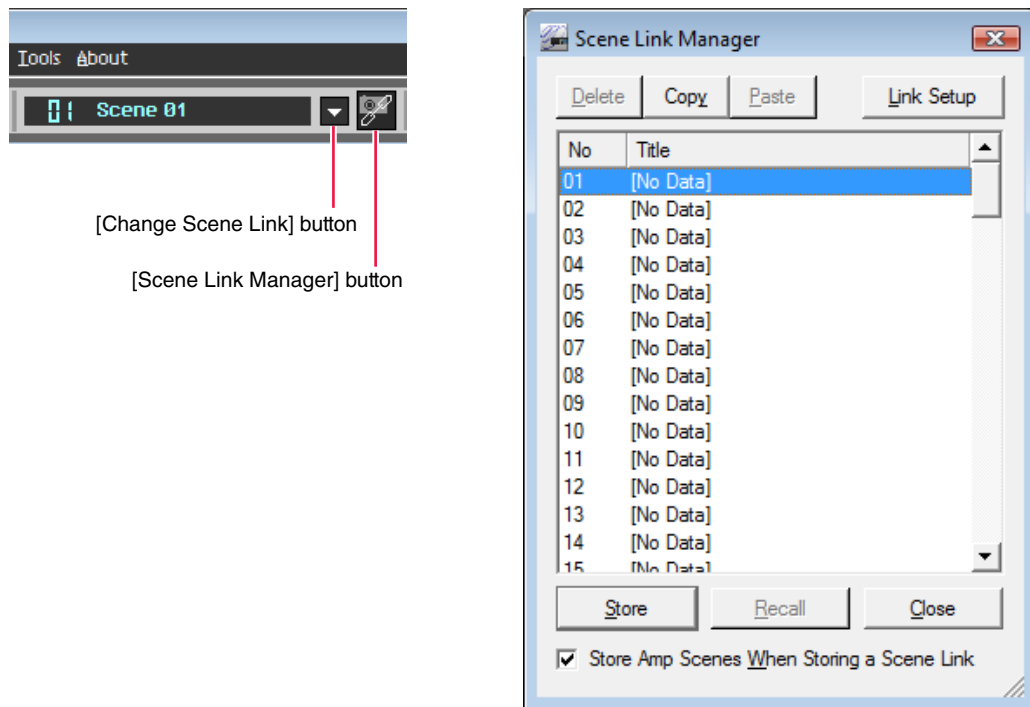 Tools About
01 Scene 01
[Change Scene Link] button
[Scene Link Manager] button
Scene Link Manager
Delete Copy Paste Link Setup
No Title
01 [No Data]
02 [No Data]
03 [No Data]
04 [No Data]
05 [No Data]
06 [No Data]
07 [No Data]
08 [No Data]
09 [No Data]
10 [No Data]
11 [No Data]
12 [No Data]
13 [No Data]
14 [No Data]
15 [No Data]
Store Recall Close
Store Amp Scenes When Storing a Scene Link